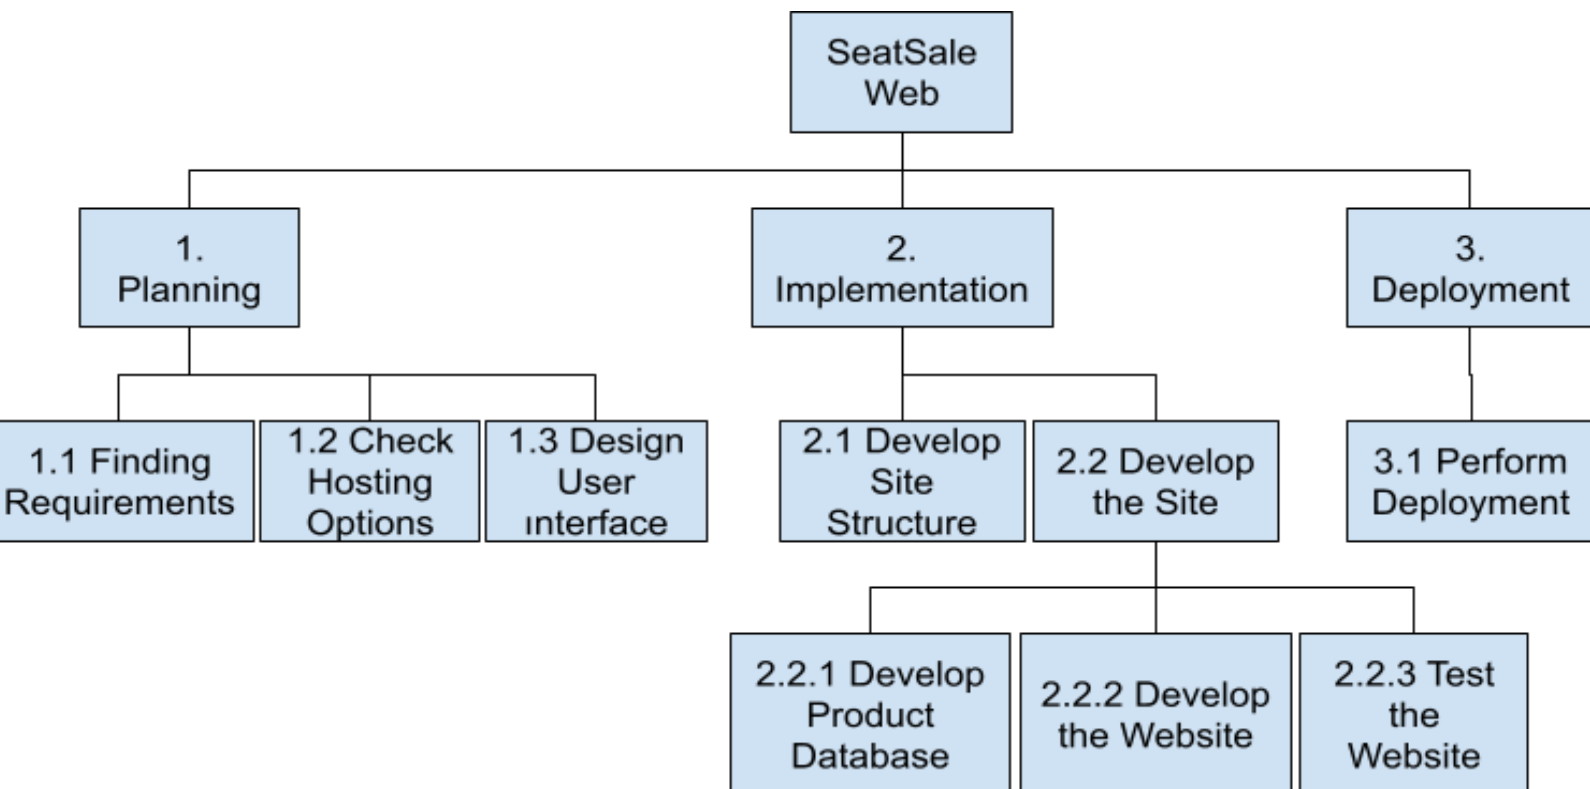 SeatSale
Web
1.
Planning
2.
Implementation
3.
Deployment
1.1 Finding
Requirements
1.2 Check
Hosting
Options
1.3 Design
User
interface
2.1 Develop
Site
Structure
2.2 Develop
the Site
3.1 Perform
Deployment
2.2.1 Develop
Product
Database
2.2.2 Develop
the Website
2.2.3 Test
the
Website